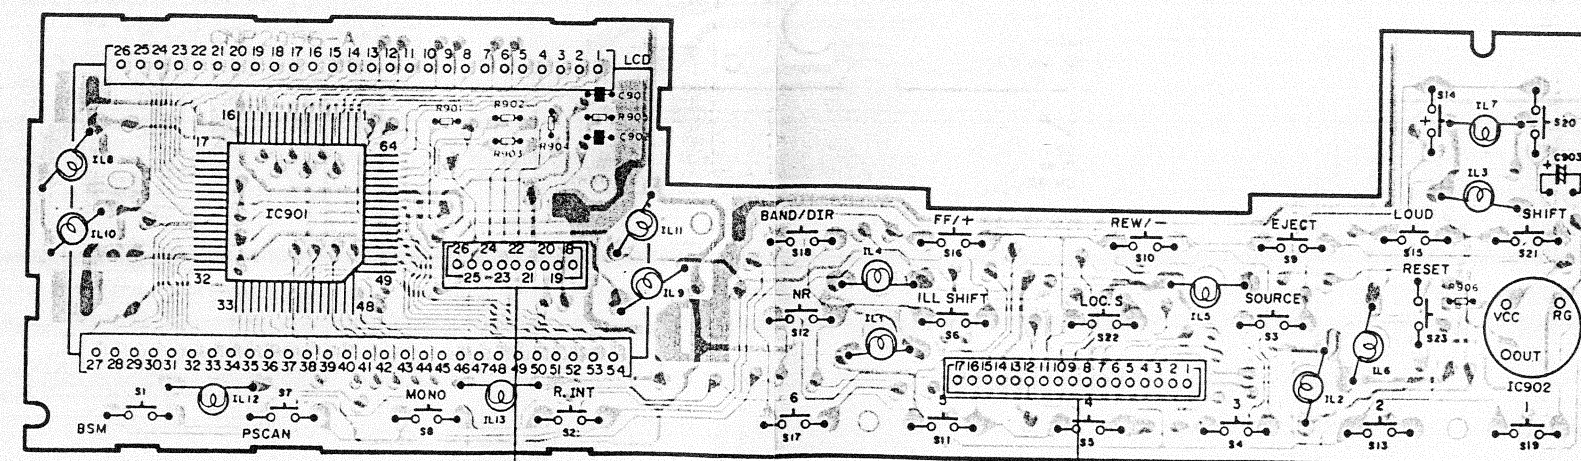 26 25 24 23 22 21 20 19 18 17 16 15 14 13 12 11 10 9 8 7 6 5 4 3 2 1
LCD
C901
R901
R902
R905
16
17
64
R903
R904
C902
IL8
IC901
IL10
IL11
32
49
33
48
26 24 22 20 18
25 23 21 19
IL9
27 28 29 30 31 32 33 34 35 36 37 38 39 40 41 42 43 44 45 46 47 48 49 50 51 52 53 54
S1
IL12
S7
MONO
IL13
R.INT
BSM
PSCAN
S8
S2
BAND/DIR
S18
FF/+
S16
REW/-
S10
EJECT
S9
LOUD
S15
SHIFT
S21
S14
+
IL7
-
S20
IL3
+
C903
IL4
NR
S12
ILL SHIFT
S6
LOC.S
S22
IL5
SOURCE
S3
RESET
S23
R906
VCC
RG
OUT
IC902
IL1
IL6
IL2
17 16 15 14 13 12 11 10 9 8 7 6 5 4 3 2 1
6
S17
5
S11
4
S5
3
S4
2
S13
1
S19